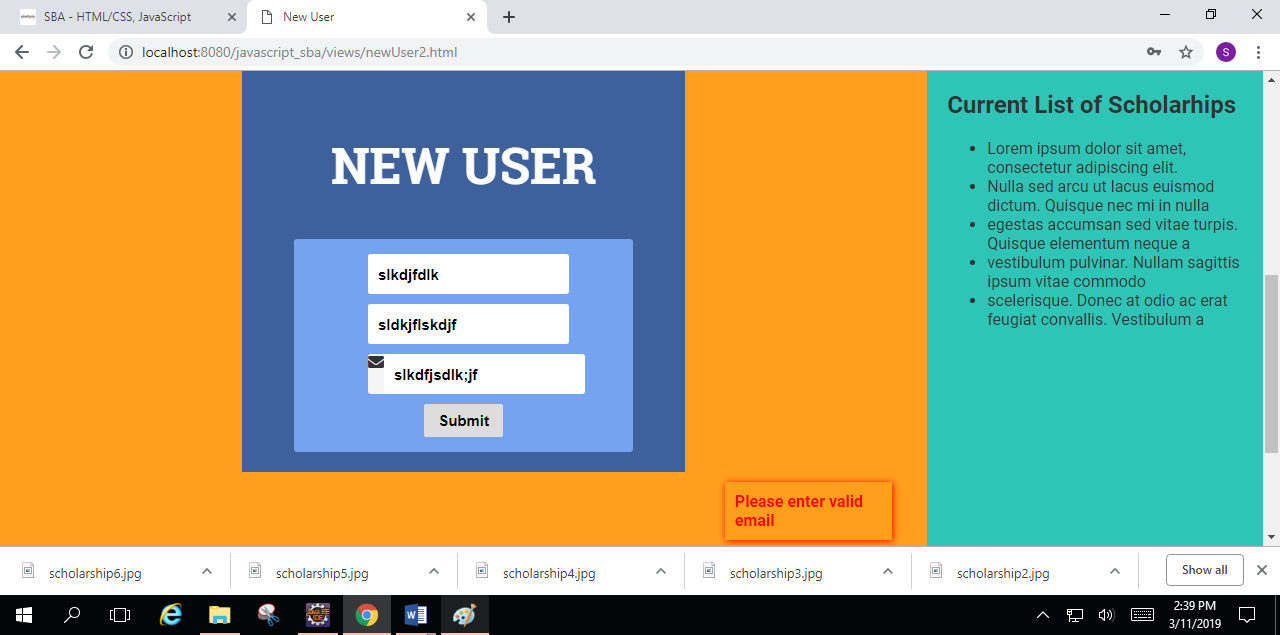 SBA - HTML/CSS, JavaScript
New User
localhost:8080/javascript_sba/views/newUser2.html
S
NEW USER
slkdjfdlk
sldkjflskdjf
slkdfjsdlk;jf
Submit
Please enter valid
email
Current List of Scholarhips
Lorem ipsum dolor sit amet,
consectetur adipiscing elit.
Nulla sed arcu ut lacus euismod
dictum. Quisque nec mi in nulla
egestas accumsan sed vitae turpis.
Quisque elementum neque a
vestibulum pulvinar. Nullam sagittis
ipsum vitae commodo
scelerisque. Donec at odio ac erat
feugiat convallis. Vestibulum a
scholarship6.jpg
scholarship5.jpg
scholarship4.jpg
scholarship3.jpg
scholarship2.jpg
Show all
2:39 PM
3/11/2019